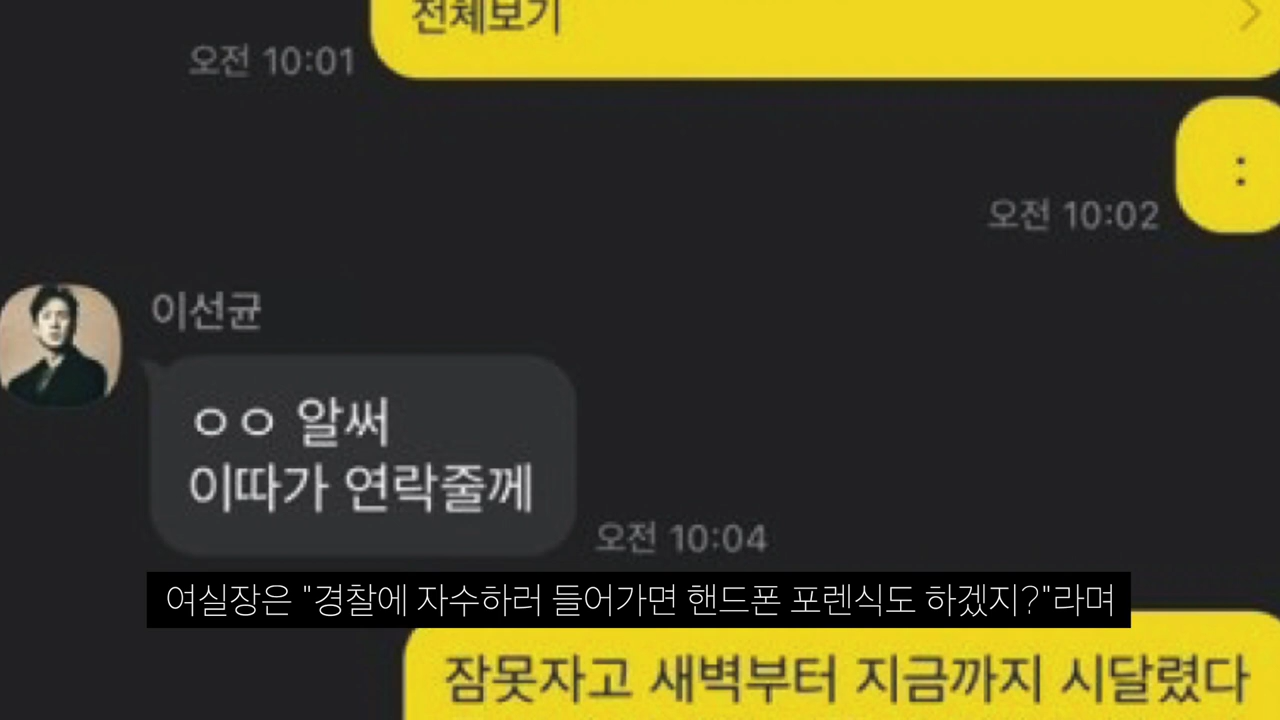 전체보기
오전 10:01
:
오전 10:02
이선균
ㅇㅇ 알써
이따가 연락줄께
오전 10:04
여실장은 "경찰에 자수하러 들어가면 핸드폰 포렌식도 하겠지?"라며
잠못자고 새벽부터 지금까지 시달렸다